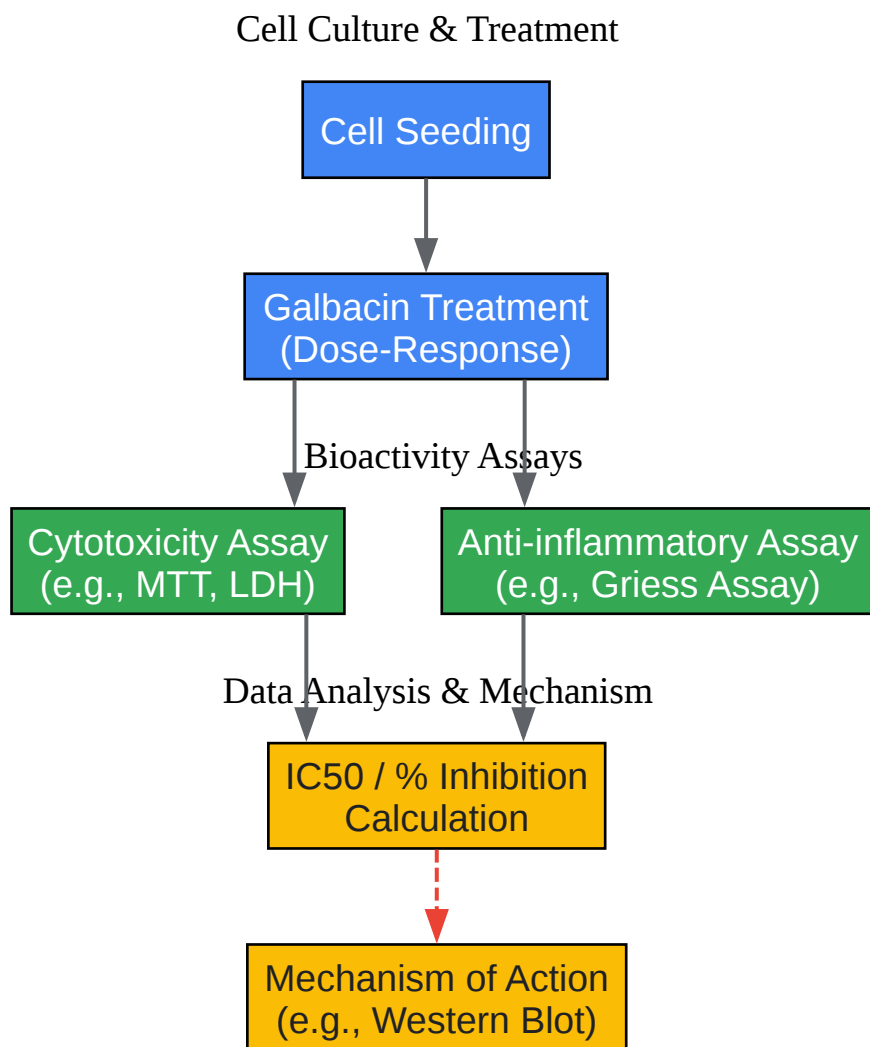 Cell Culture & Treatment
Cell Seeding
Galbacin Treatment
(Dose-Response)
Bioactivity Assays
Cytotoxicity Assay
(e.g., MTT, LDH)
Anti-inflammatory Assay
(e.g., Griess Assay)
Data Analysis & Mechanism
IC50 / % Inhibition
Calculation
Mechanism of Action
(e.g., Western Blot)